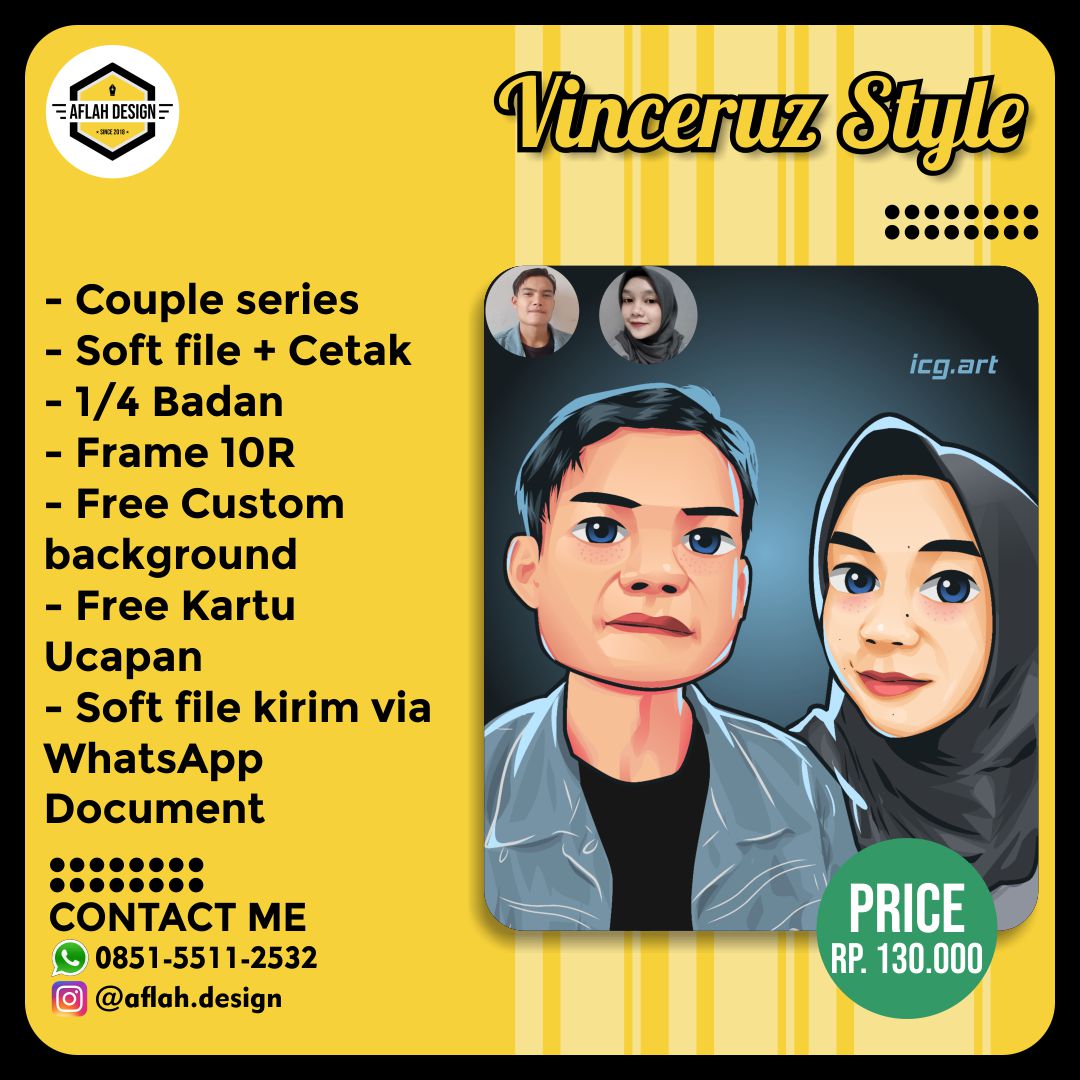 AFLAH DESIGN
• SINCE 2018 •
Vinceruz Style
- Couple series
- Soft file + Cetak
- 1/4 Badan
- Frame 10R
- Free Custom
background
- Free Kartu
Ucapan
- Soft file kirim via
WhatsApp
Document
icg.art
CONTACT ME
0851-5511-2532
@aflah.design
PRICE
RP. 130.000